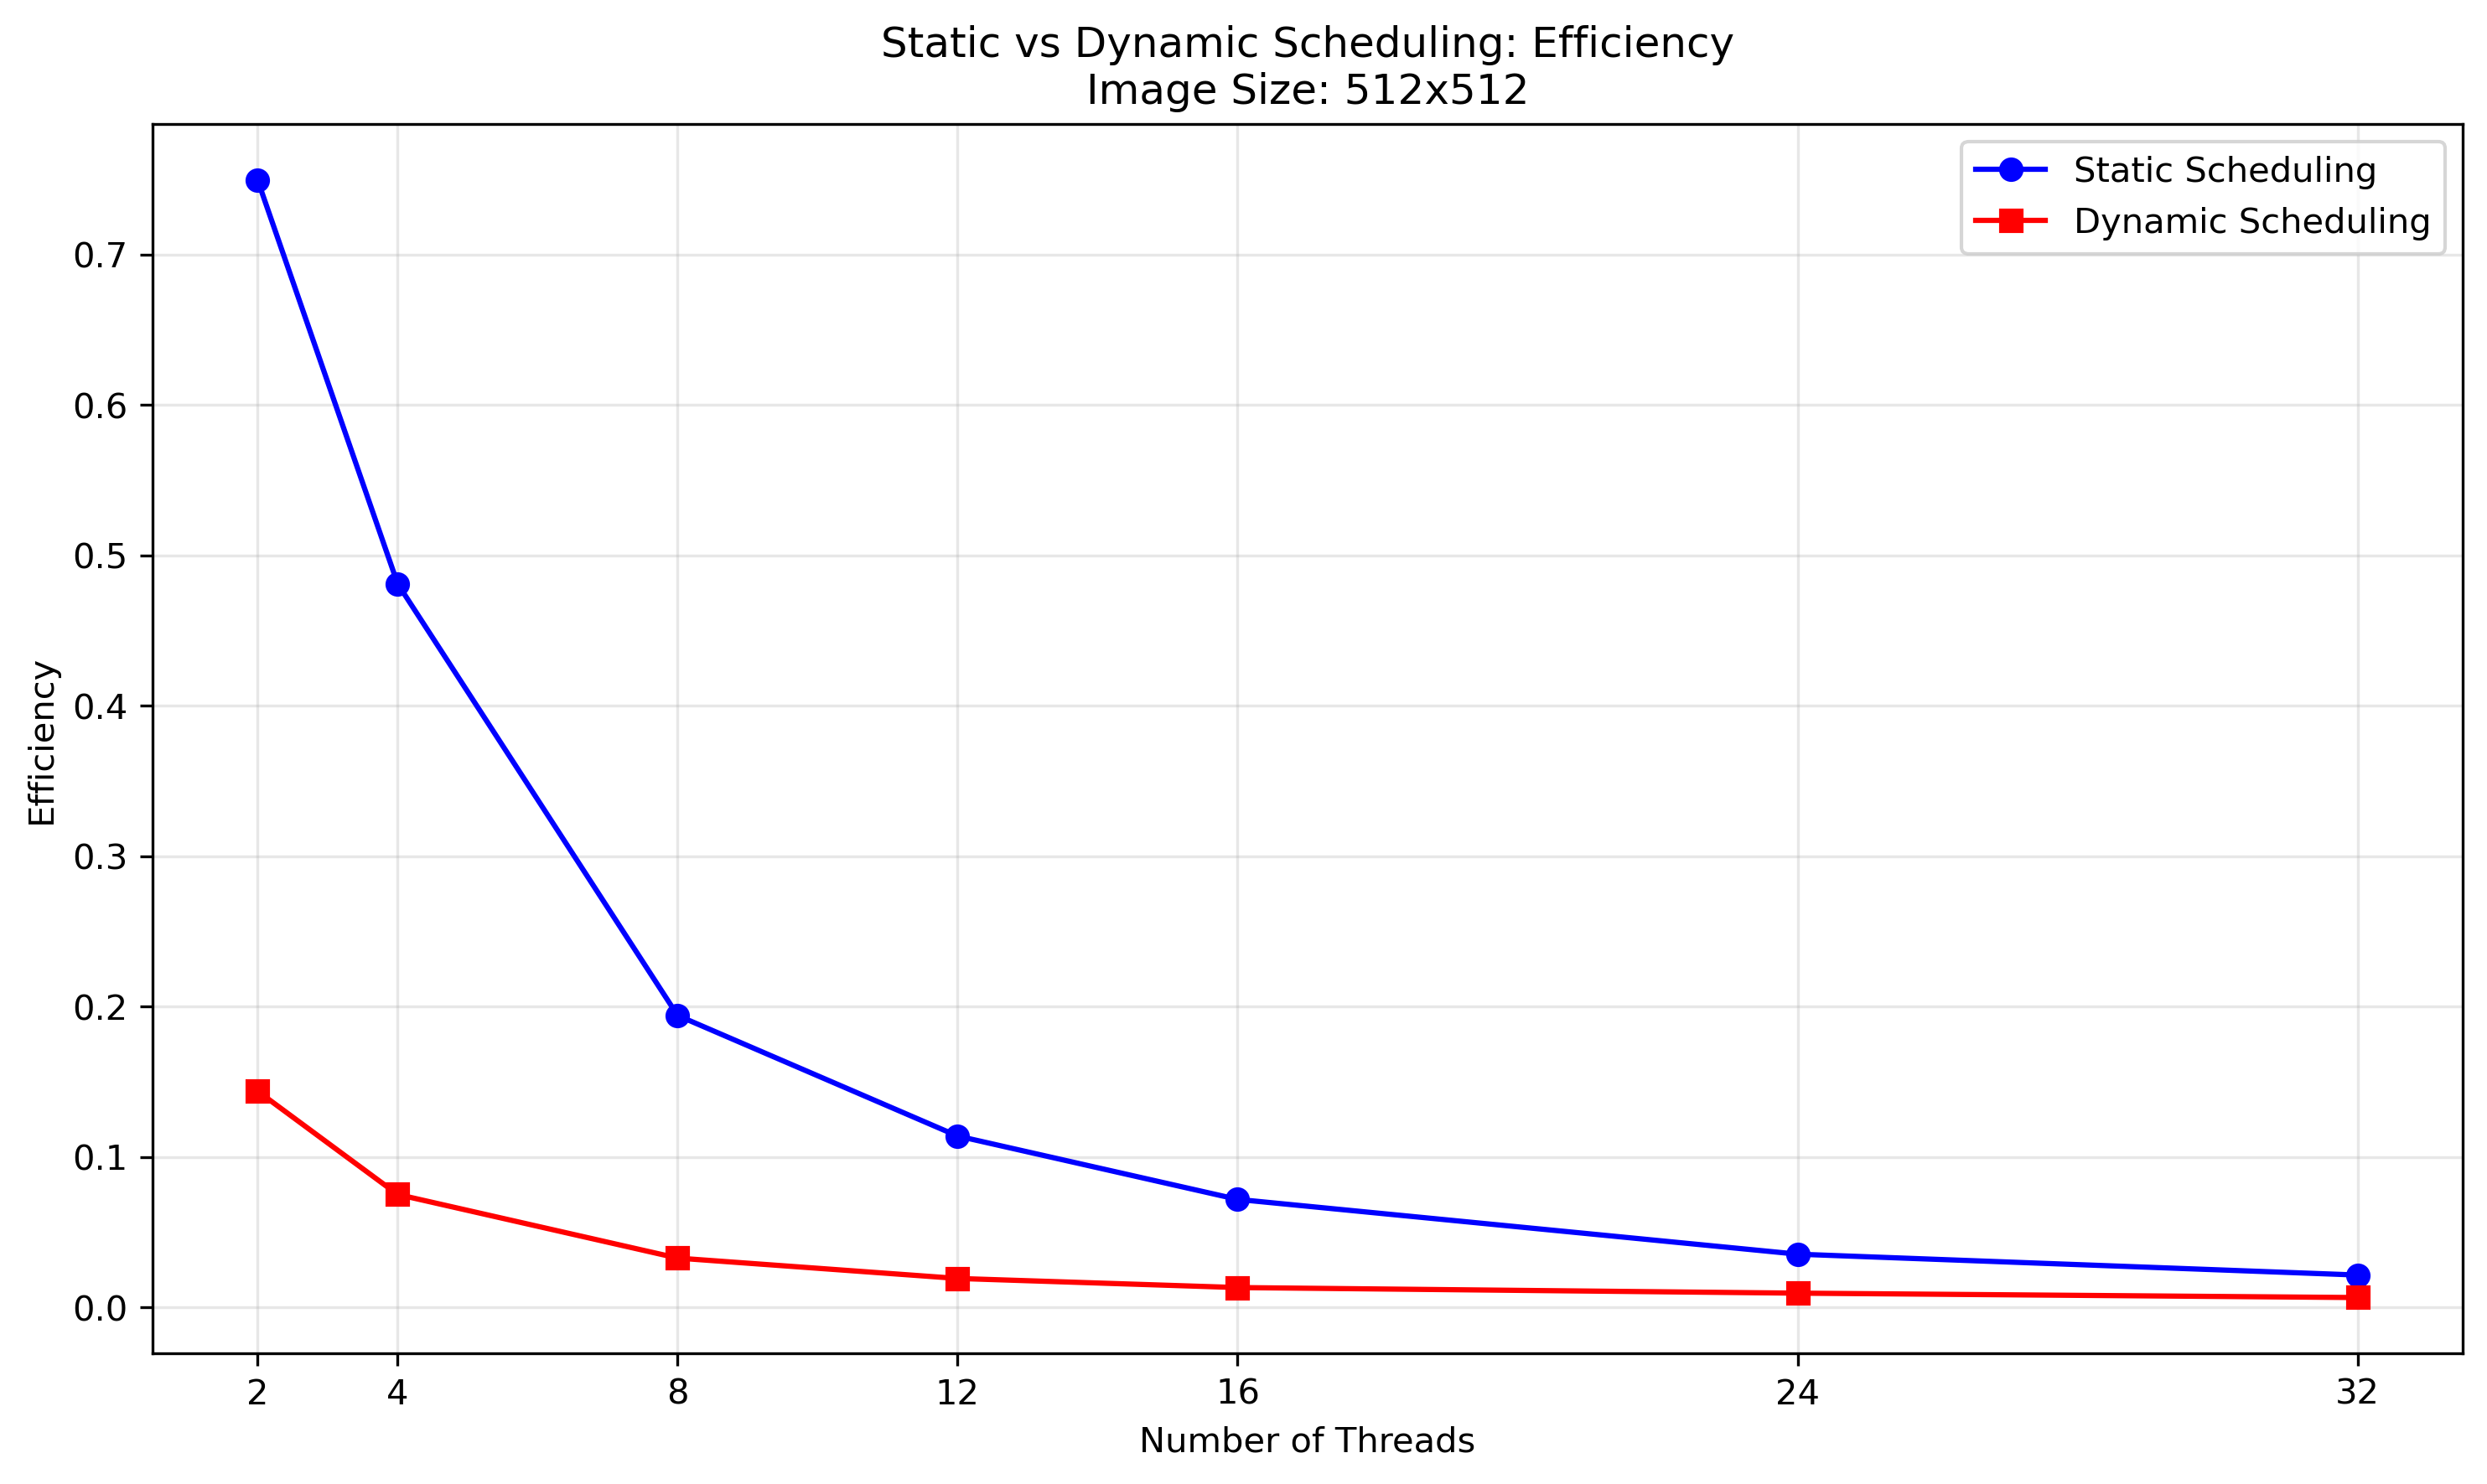 Static vs Dynamic Scheduling: Efficiency
Image Size: 512x512
Static Scheduling
Dynamic Scheduling
Efficiency
0.7
0.6
0.5
0.4
0.3
0.2
0.1
0.0
2 4 8 12 16 24 32
Number of Threads